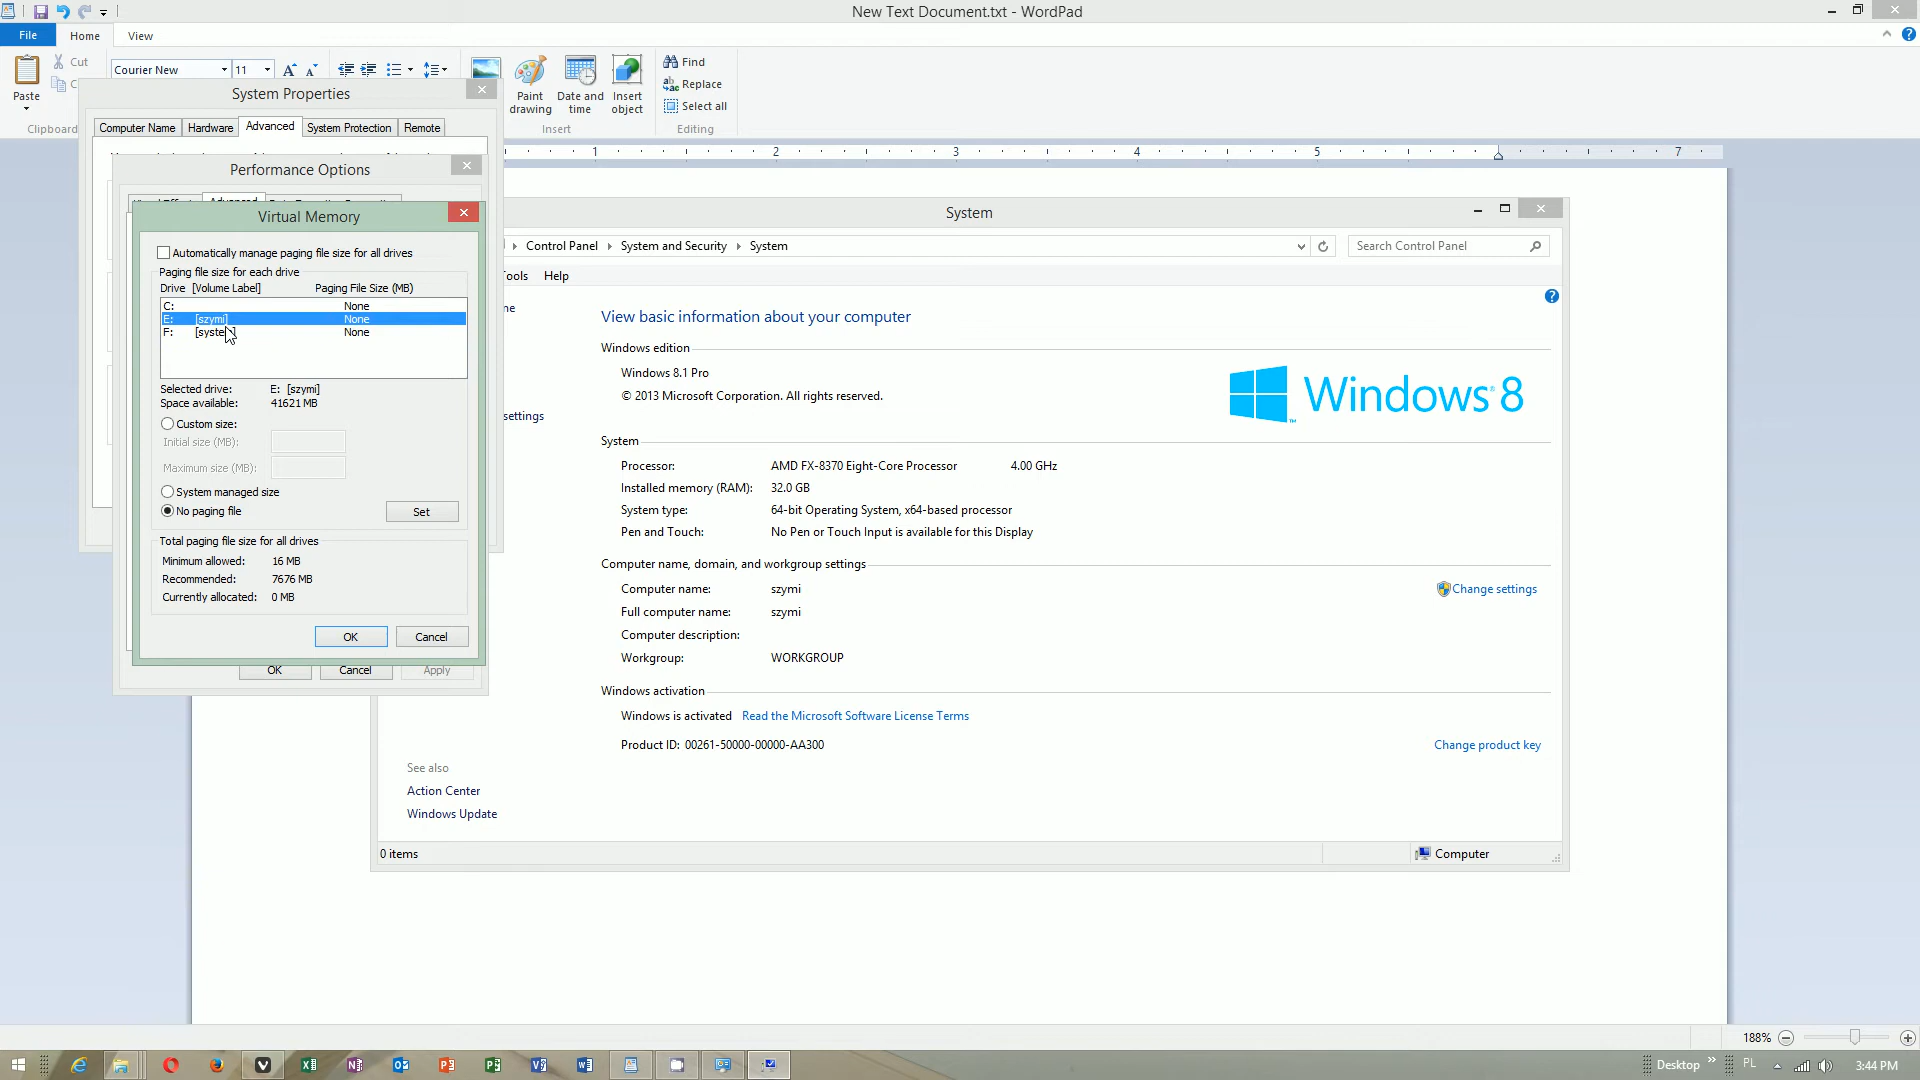 New Text Document.txt - WordPad
File Home View
Cut
Courier New 11
Paste
Clipboard
Paint drawing
Date and time
Insert object
Insert
Find
Replace
Select all
Editing
1 2 3 4 5 7
System Properties
Computer Name Hardware Advanced System Protection Remote
Performance Options
Advanced
Virtual Memory
Automatically manage paging file size for all drives
Paging file size for each drive
Drive [Volume Label] Paging File Size (MB)
C: None
E: [szymi] None
F: [system] None
Selected drive: E: [szymi]
Space available: 41621 MB
Custom size:
Initial size (MB):
Maximum size (MB):
System managed size
No paging file
Set
Total paging file size for all drives
Minimum allowed: 16 MB
Recommended: 7676 MB
Currently allocated: 0 MB
OK Cancel
OK Cancel Apply
System
Control Panel System and Security System
Search Control Panel
Help
settings
View basic information about your computer
Windows edition
Windows 8.1 Pro
© 2013 Microsoft Corporation. All rights reserved.
Windows 8
System
Processor: AMD FX-8370 Eight-Core Processor 4.00 GHz
Installed memory (RAM): 32.0 GB
System type: 64-bit Operating System, x64-based processor
Pen and Touch: No Pen or Touch Input is available for this Display
Computer name, domain, and workgroup settings
Computer name: szymi
Change settings
Full computer name: szymi
Computer description:
Workgroup: WORKGROUP
Windows activation
Windows is activated Read the Microsoft Software License Terms
Product ID: 00261-50000-00000-AA300
Change product key
See also
Action Center
Windows Update
0 items
Computer
188%
Desktop
PL
3:44 PM